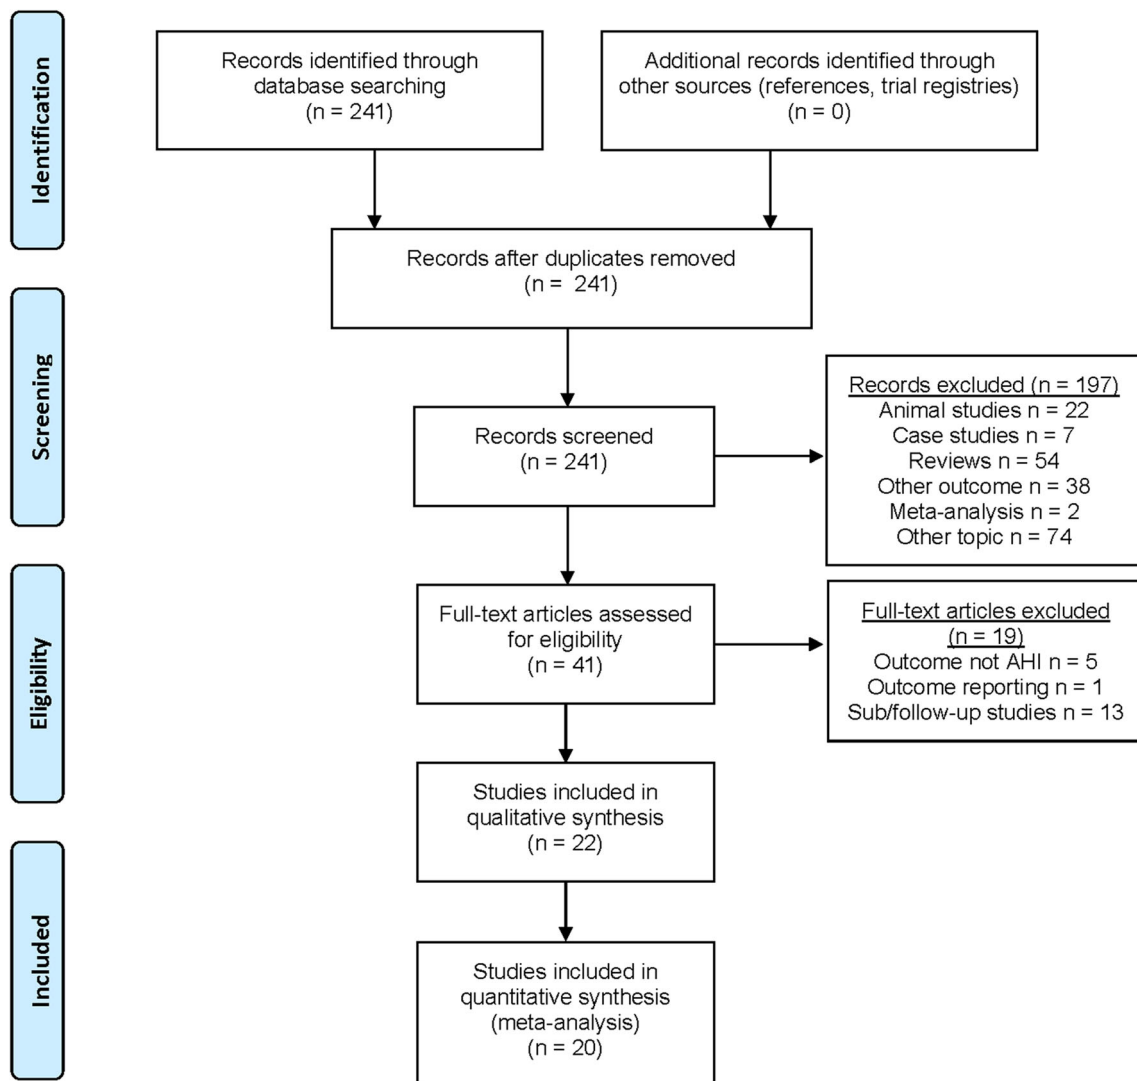 Identification
Records identified through
database searching
(n = 241)
Additional records identified through
other sources (references, trial registries)
(n = 0)
Records after duplicates removed
(n = 241)
Screening
Records screened
(n = 241)
Records excluded (n = 197)
Animal studies n = 22
Case studies n = 7
Reviews n = 54
Other outcome n = 38
Meta-analysis n = 2
Other topic n = 74
Eligibility
Full-text articles assessed
for eligibility
(n = 41)
Full-text articles excluded
(n = 19)
Outcome not AHI n = 5
Outcome reporting n = 1
Sub/follow-up studies n = 13
Studies included in
qualitative synthesis
(n = 22)
Included
Studies included in
quantitative synthesis
(meta-analysis)
(n = 20)